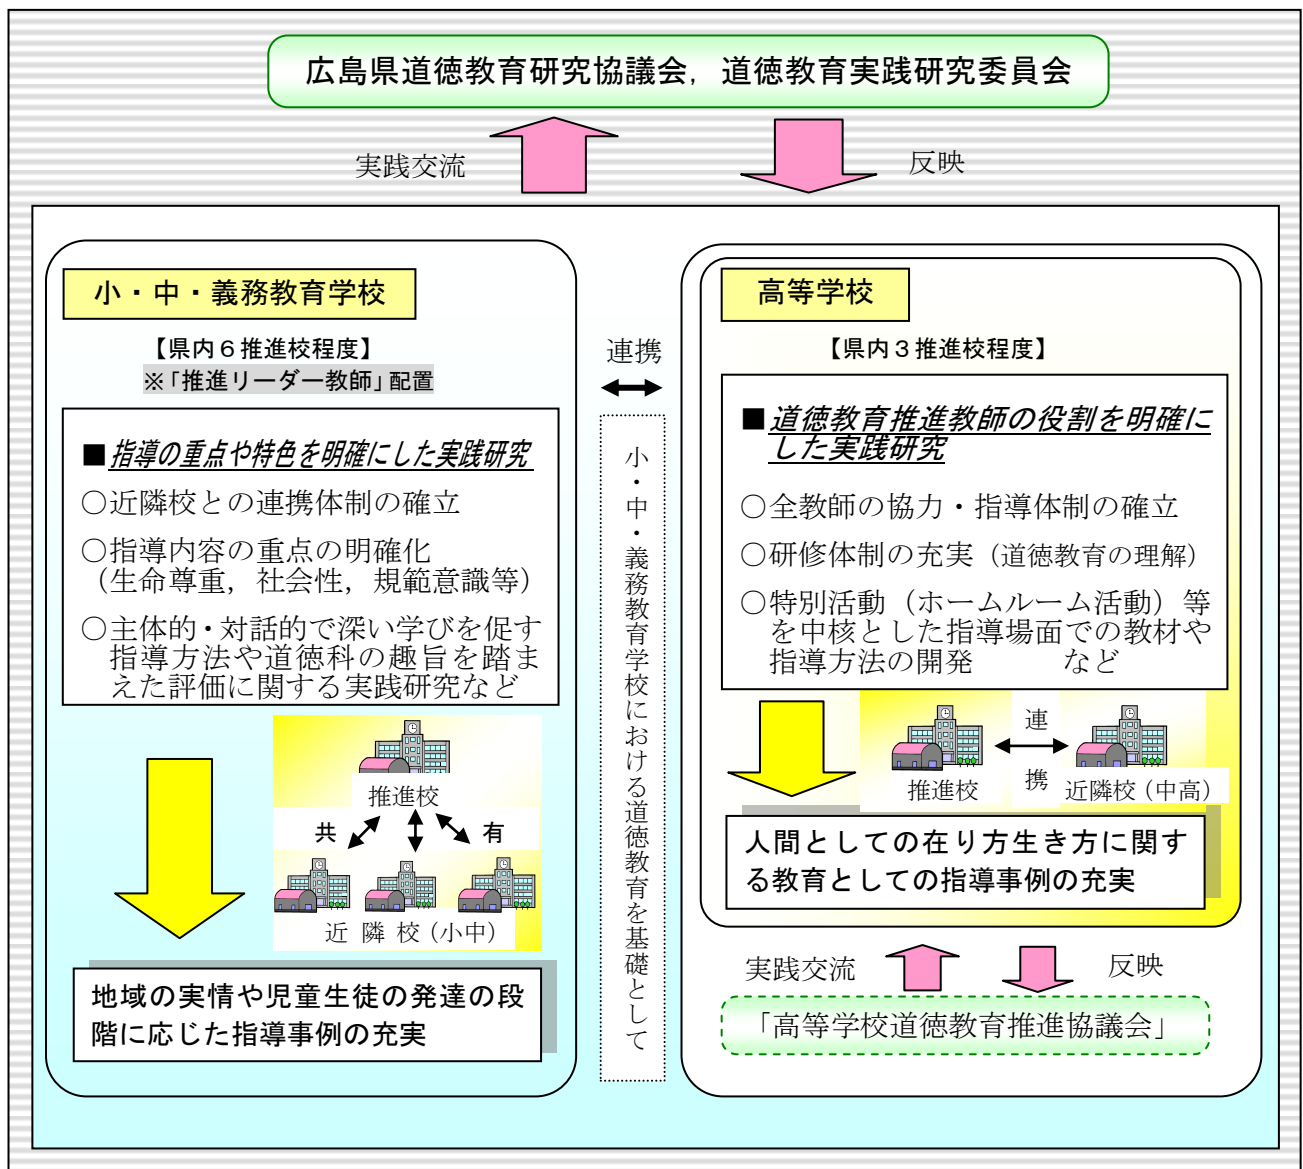 広島県道徳教育研究協議会，道徳教育実践研究委員会
実践交流
反映
小・中・義務教育学校
【県内６推進校程度】
※「推進リーダー教師」配置
■指導の重点や特色を明確にした実践研究
○近隣校との連携体制の確立
○指導内容の重点の明確化
（生命尊重，社会性，規範意識等）
○主体的・対話的で深い学びを促す
指導方法や道徳科の趣旨を踏ま
えた評価に関する実践研究など
推進校
共
有
近 隣 校（小中）
地域の実情や児童生徒の発達の段
階に応じた指導事例の充実
連携
小・中・義務教育学校における道徳教育を基礎として
高等学校
【県内３推進校程度】
■道徳教育推進教師の役割を明確に
した実践研究
○全教師の協力・指導体制の確立
○研修体制の充実（道徳教育の理解）
○特別活動（ホームルーム活動）等
を中核とした指導場面での教材や
指導方法の開発　　　など
推進校
連
携
近隣校（中高）
人間としての在り方生き方に関す
る教育としての指導事例の充実
実践交流
反映
「高等学校道徳教育推進協議会」